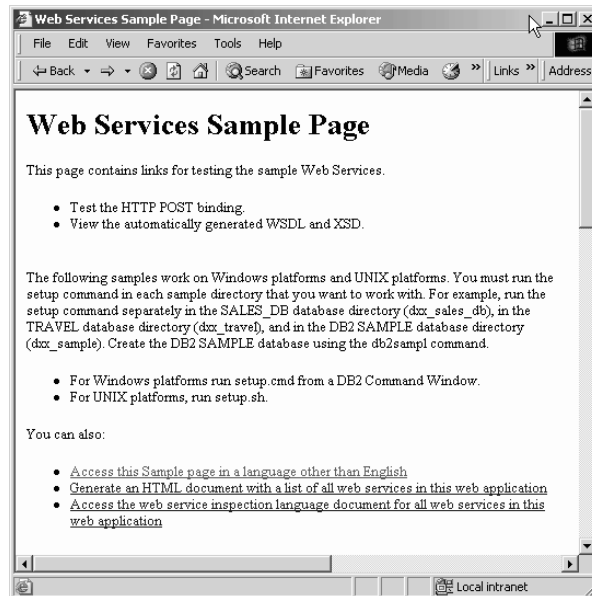 Web Services Sample Page - Microsoft Internet Explorer
File Edit View Favorites Tools Help
Back Search Favorites Media » Links » Address
Web Services Sample Page
This page contains links for testing the sample Web Services.
• Test the HTTP POST binding.
• View the automatically generated WSDL and XSD.
The following samples work on Windows platforms and UNIX platforms. You must run the
setup command in each sample directory that you want to work with. For example, run the
setup command separately in the SALES_DB database directory (dxx_sales_db), in the
TRAVEL database directory (dxx_travel), and in the DB2 SAMPLE database directory
(dxx_sample). Create the DB2 SAMPLE database using the db2sampl command.
• For Windows platforms run setup.cmd from a DB2 Command Window.
• For UNIX platforms, run setup.sh.
You can also:
• Access this Sample page in a language other than English
• Generate an HTML document with a list of all web services in this web application
• Access the web service inspection language document for all web services in this
web application
Local intranet